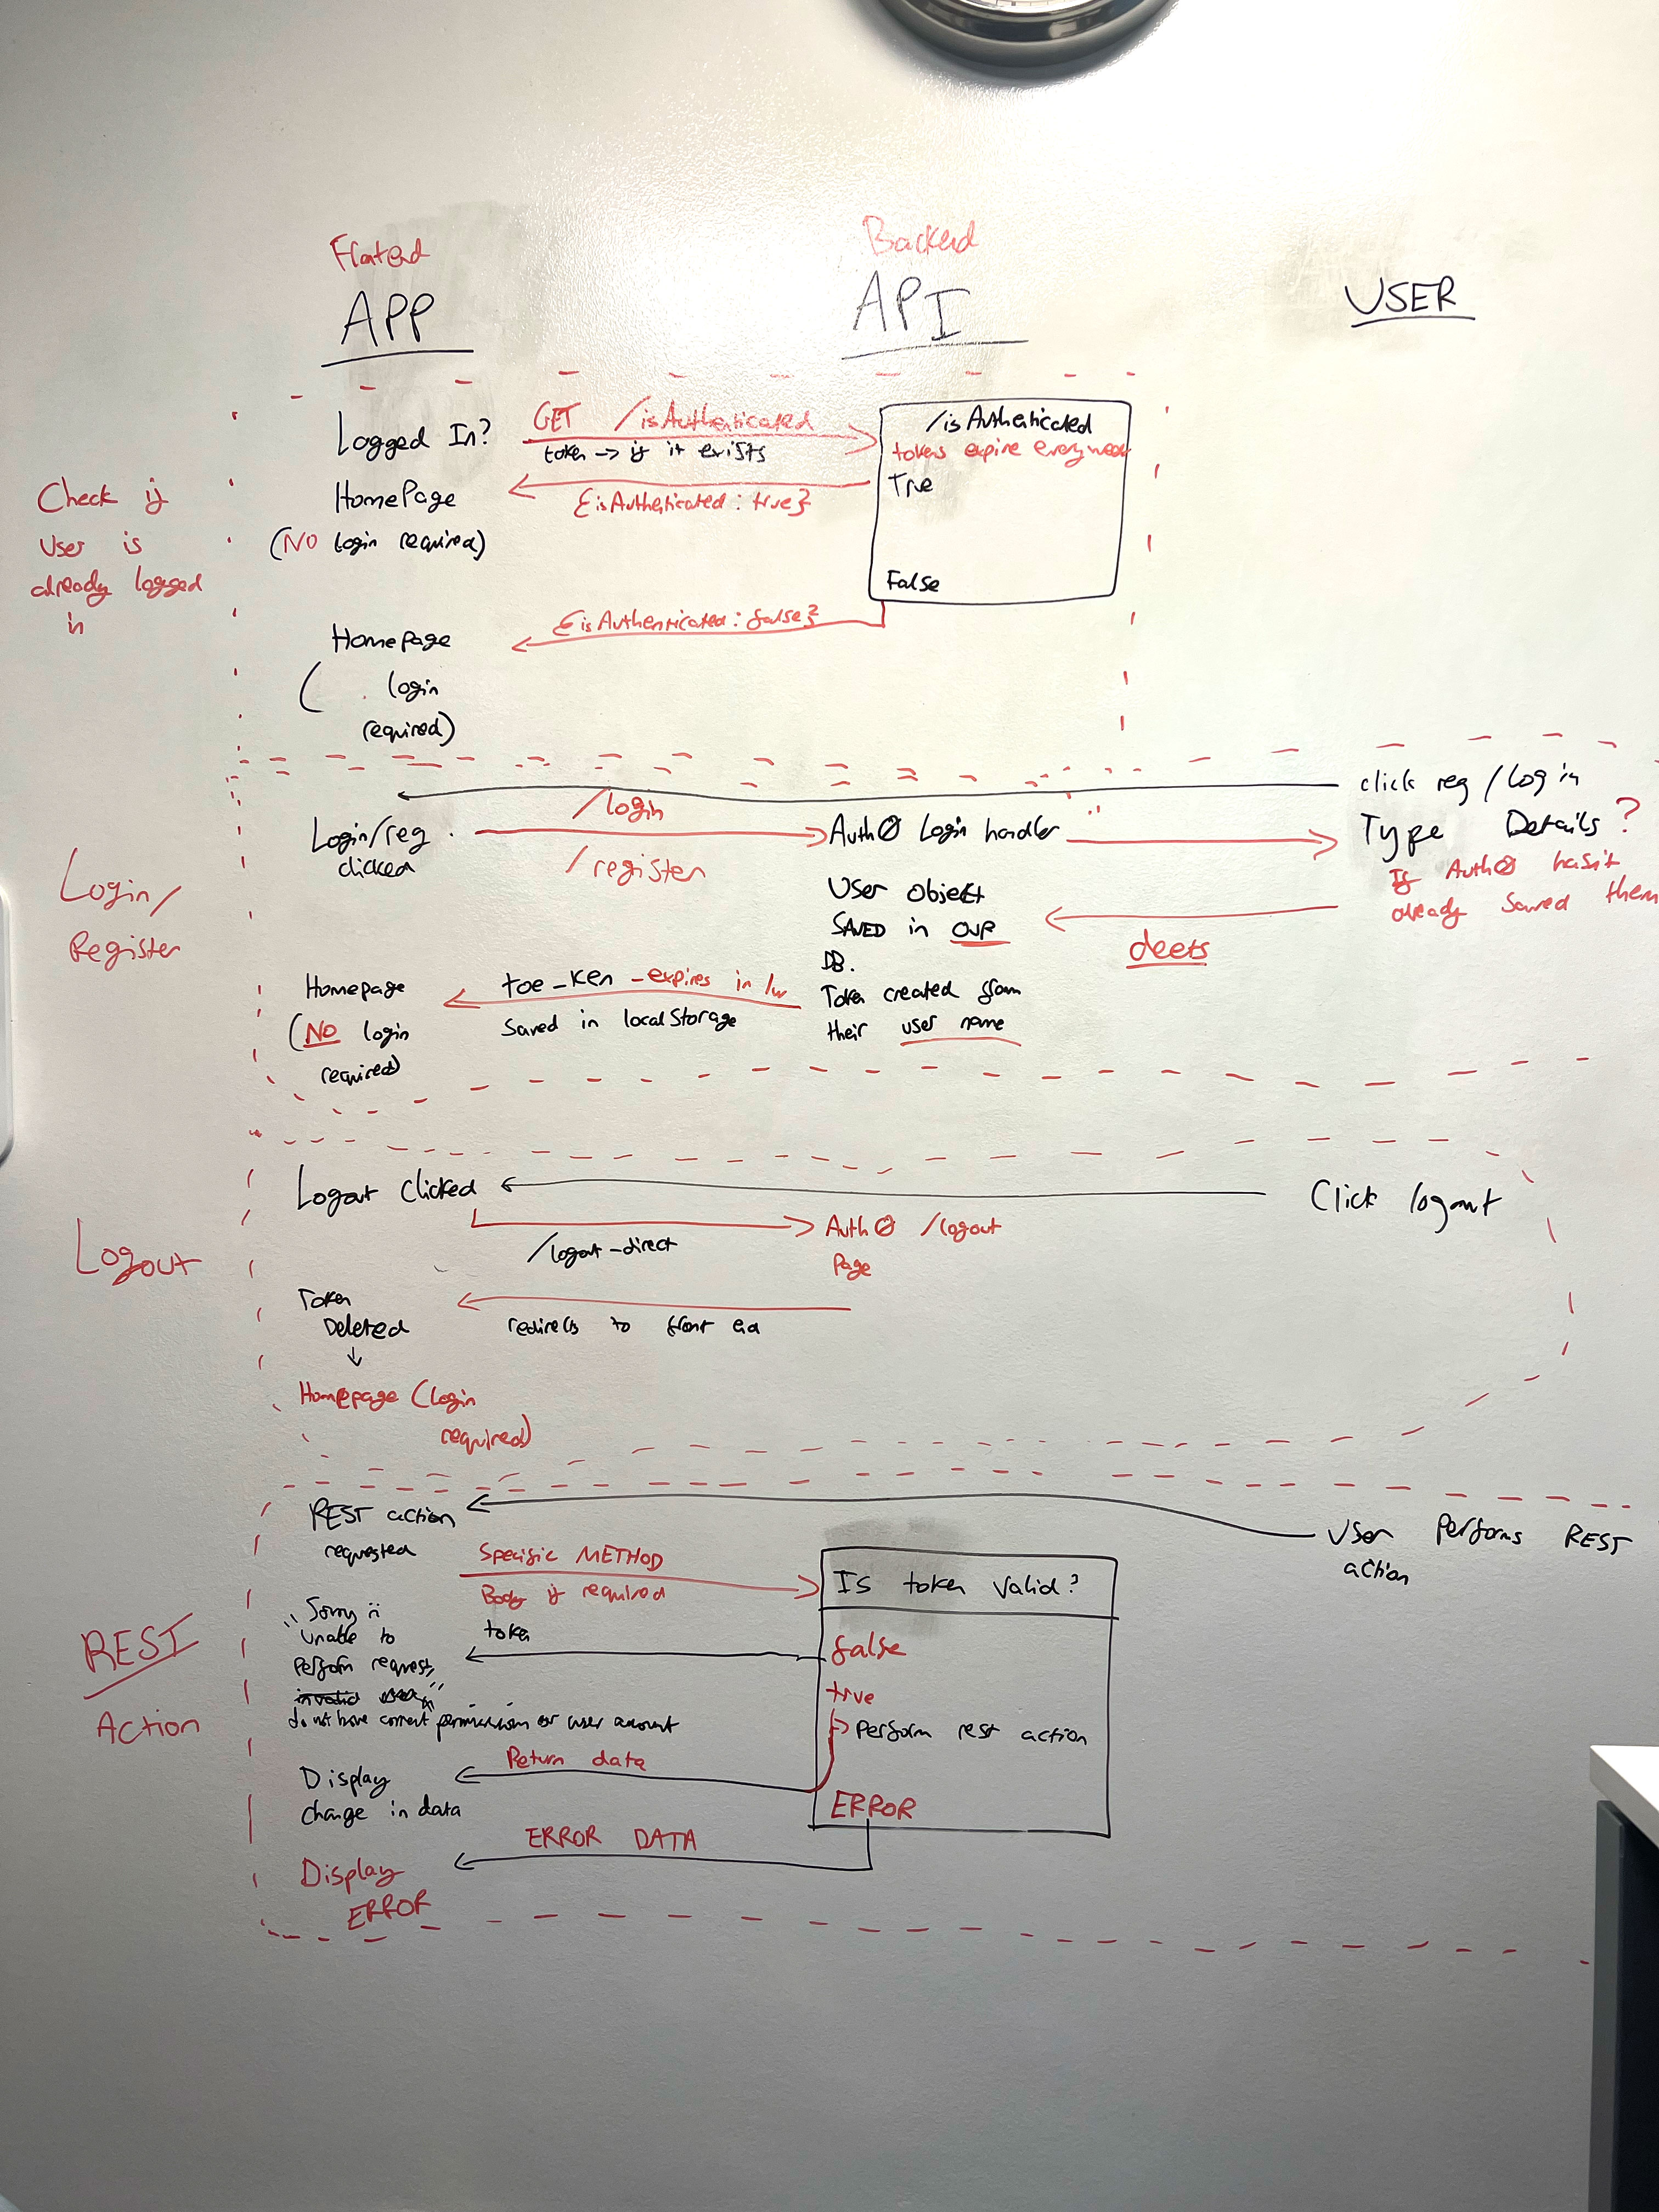 Frontend
Backend
APP
API
USER
Check if
User is
already logged
in
Logged In?
GET /isAuthenticated
token -> if it exists
/isAuthenticated
tokens expire every week
True
False
HomePage
(NO login required)
{isAuthenticated: true}
{isAuthenticated: false}
Homepage
( login
required)
Login/
Register
click reg/login
Login/reg
clicked
/login
/register
Auth0 Login handler
Type Details?
If Auth0 hasn't
already saved them
deets
User object
SAVED in OUR
DB.
Token created from
their user name
toe_ken -expires in 1w
Saved in localStorage
Homepage
(NO login
required)
Logout
Logout Clicked
Click logout
/logout-direct
Auth0 /logout
Page
Token
Deleted
redirects to front end
Homepage (login
required)
REST
Action
REST action
requested
User Performs REST
action
Specific METHOD
Body if required
token
Is token valid?
false
true
Perform rest action
ERROR
"Sorry
unable to
perform request,
invalid
do not have correct permission or user account
Return data
Display
change in data
ERROR DATA
Display
ERROR